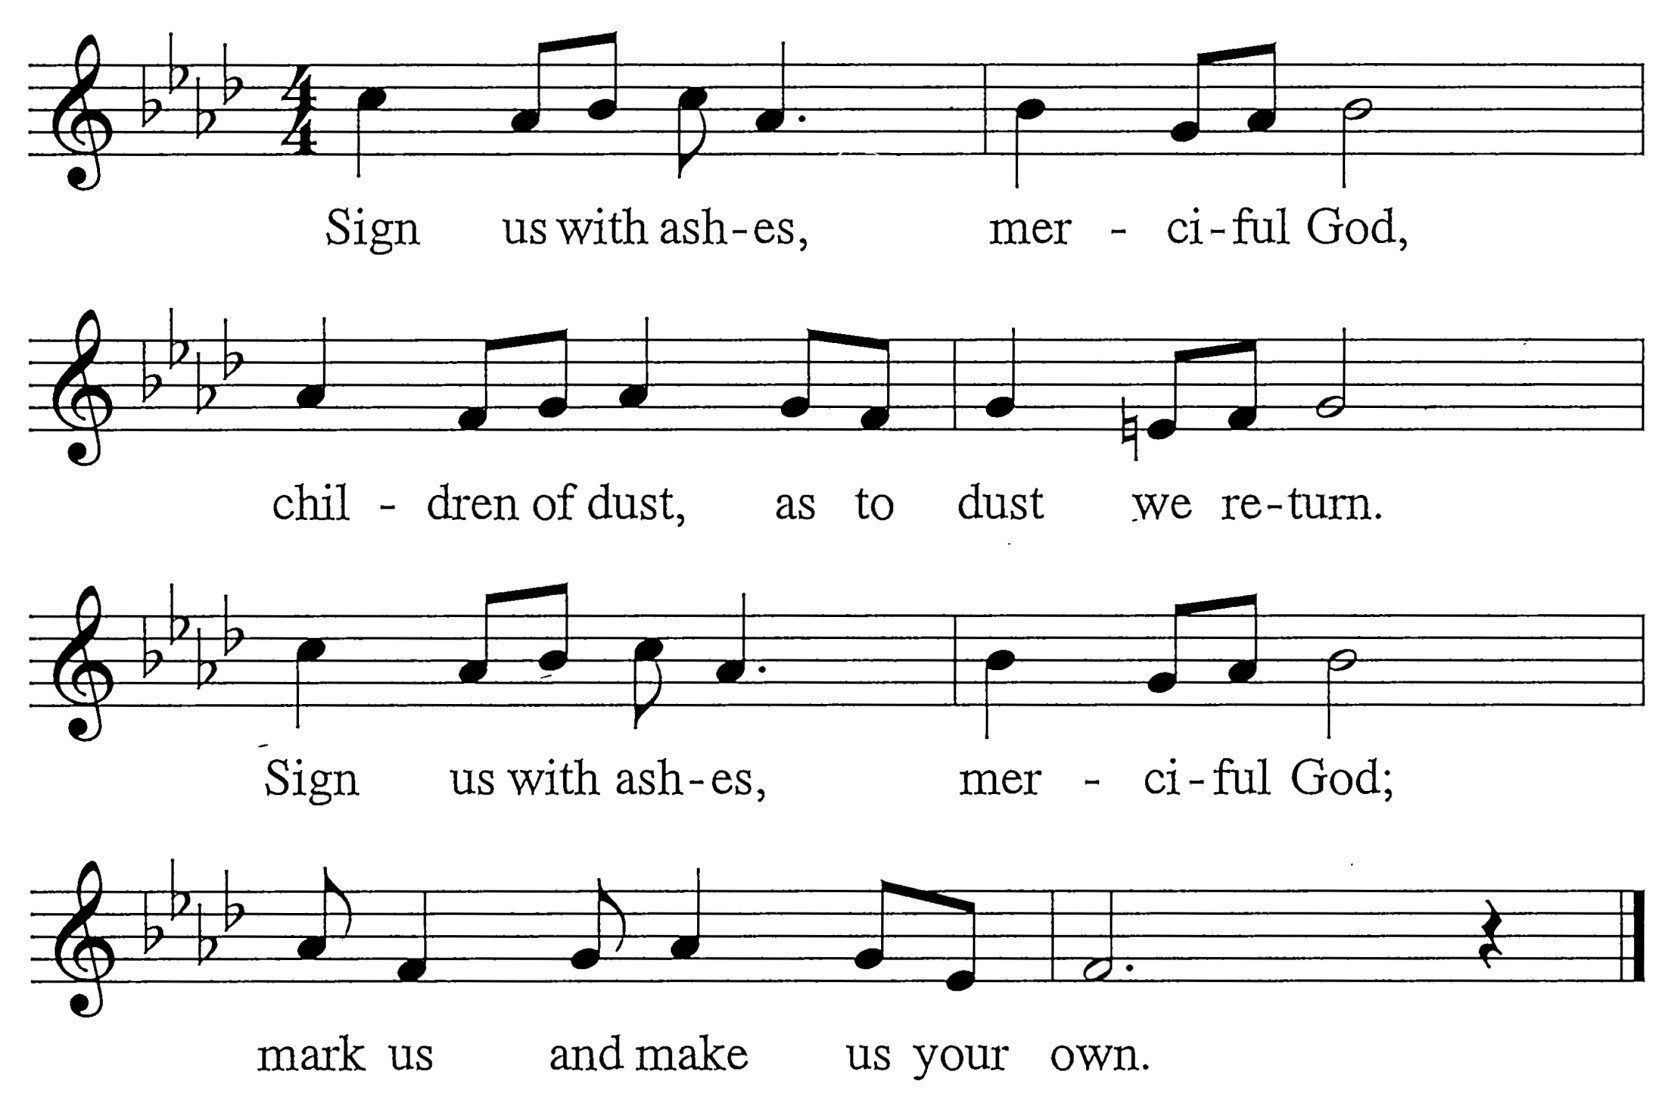 Sign us with ash-es, mer - ci-ful God,
chil - dren of dust, as to dust we re-turn.
Sign us with ash-es, mer - ci-ful God;
mark us and make us your own.